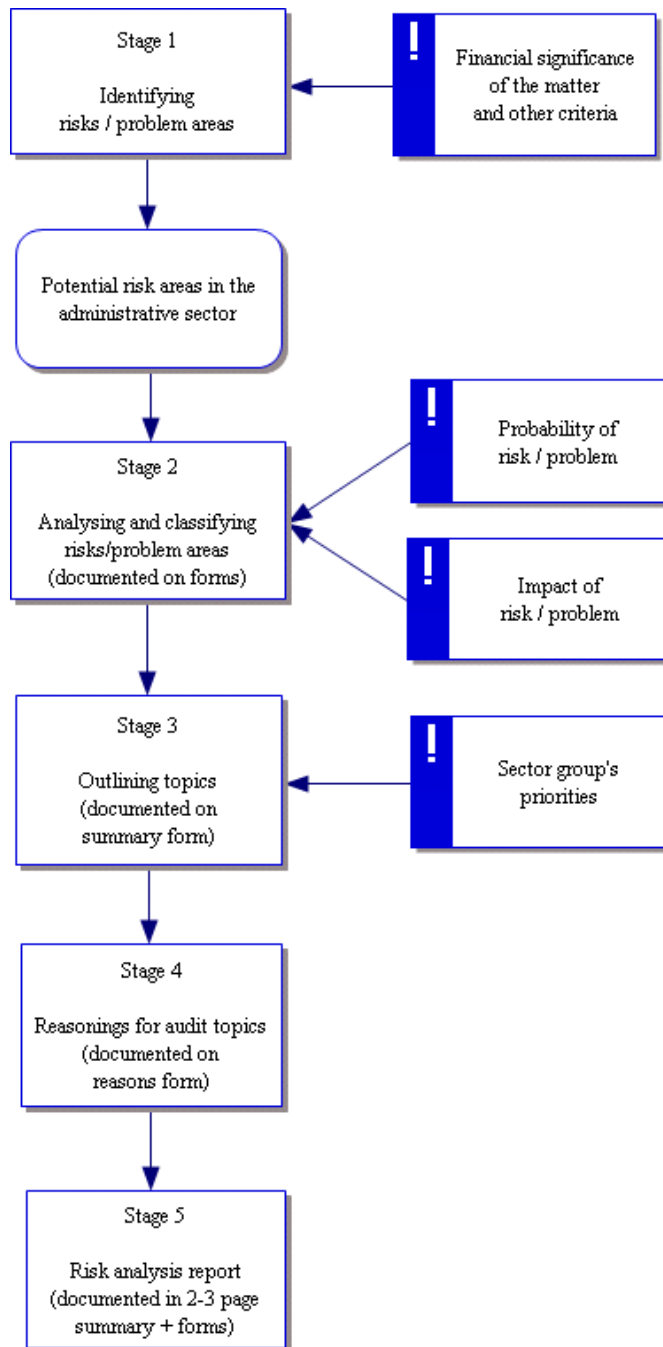 Stage 1
Identifying
risks / problem areas
!
Financial significance
of the matter
and other criteria
Potential risk areas in the
administrative sector
Stage 2
Analysing and classifying
risks/problem areas
(documented on forms)
!
Probability of
risk / problem
!
Impact of
risk / problem
Stage 3
Outlining topics
(documented on
summary form)
!
Sector group's
priorities
Stage 4
Reasonings for audit topics
(documented on
reasons form)
Stage 5
Risk analysis report
(documented in 2-3 page
summary + forms)